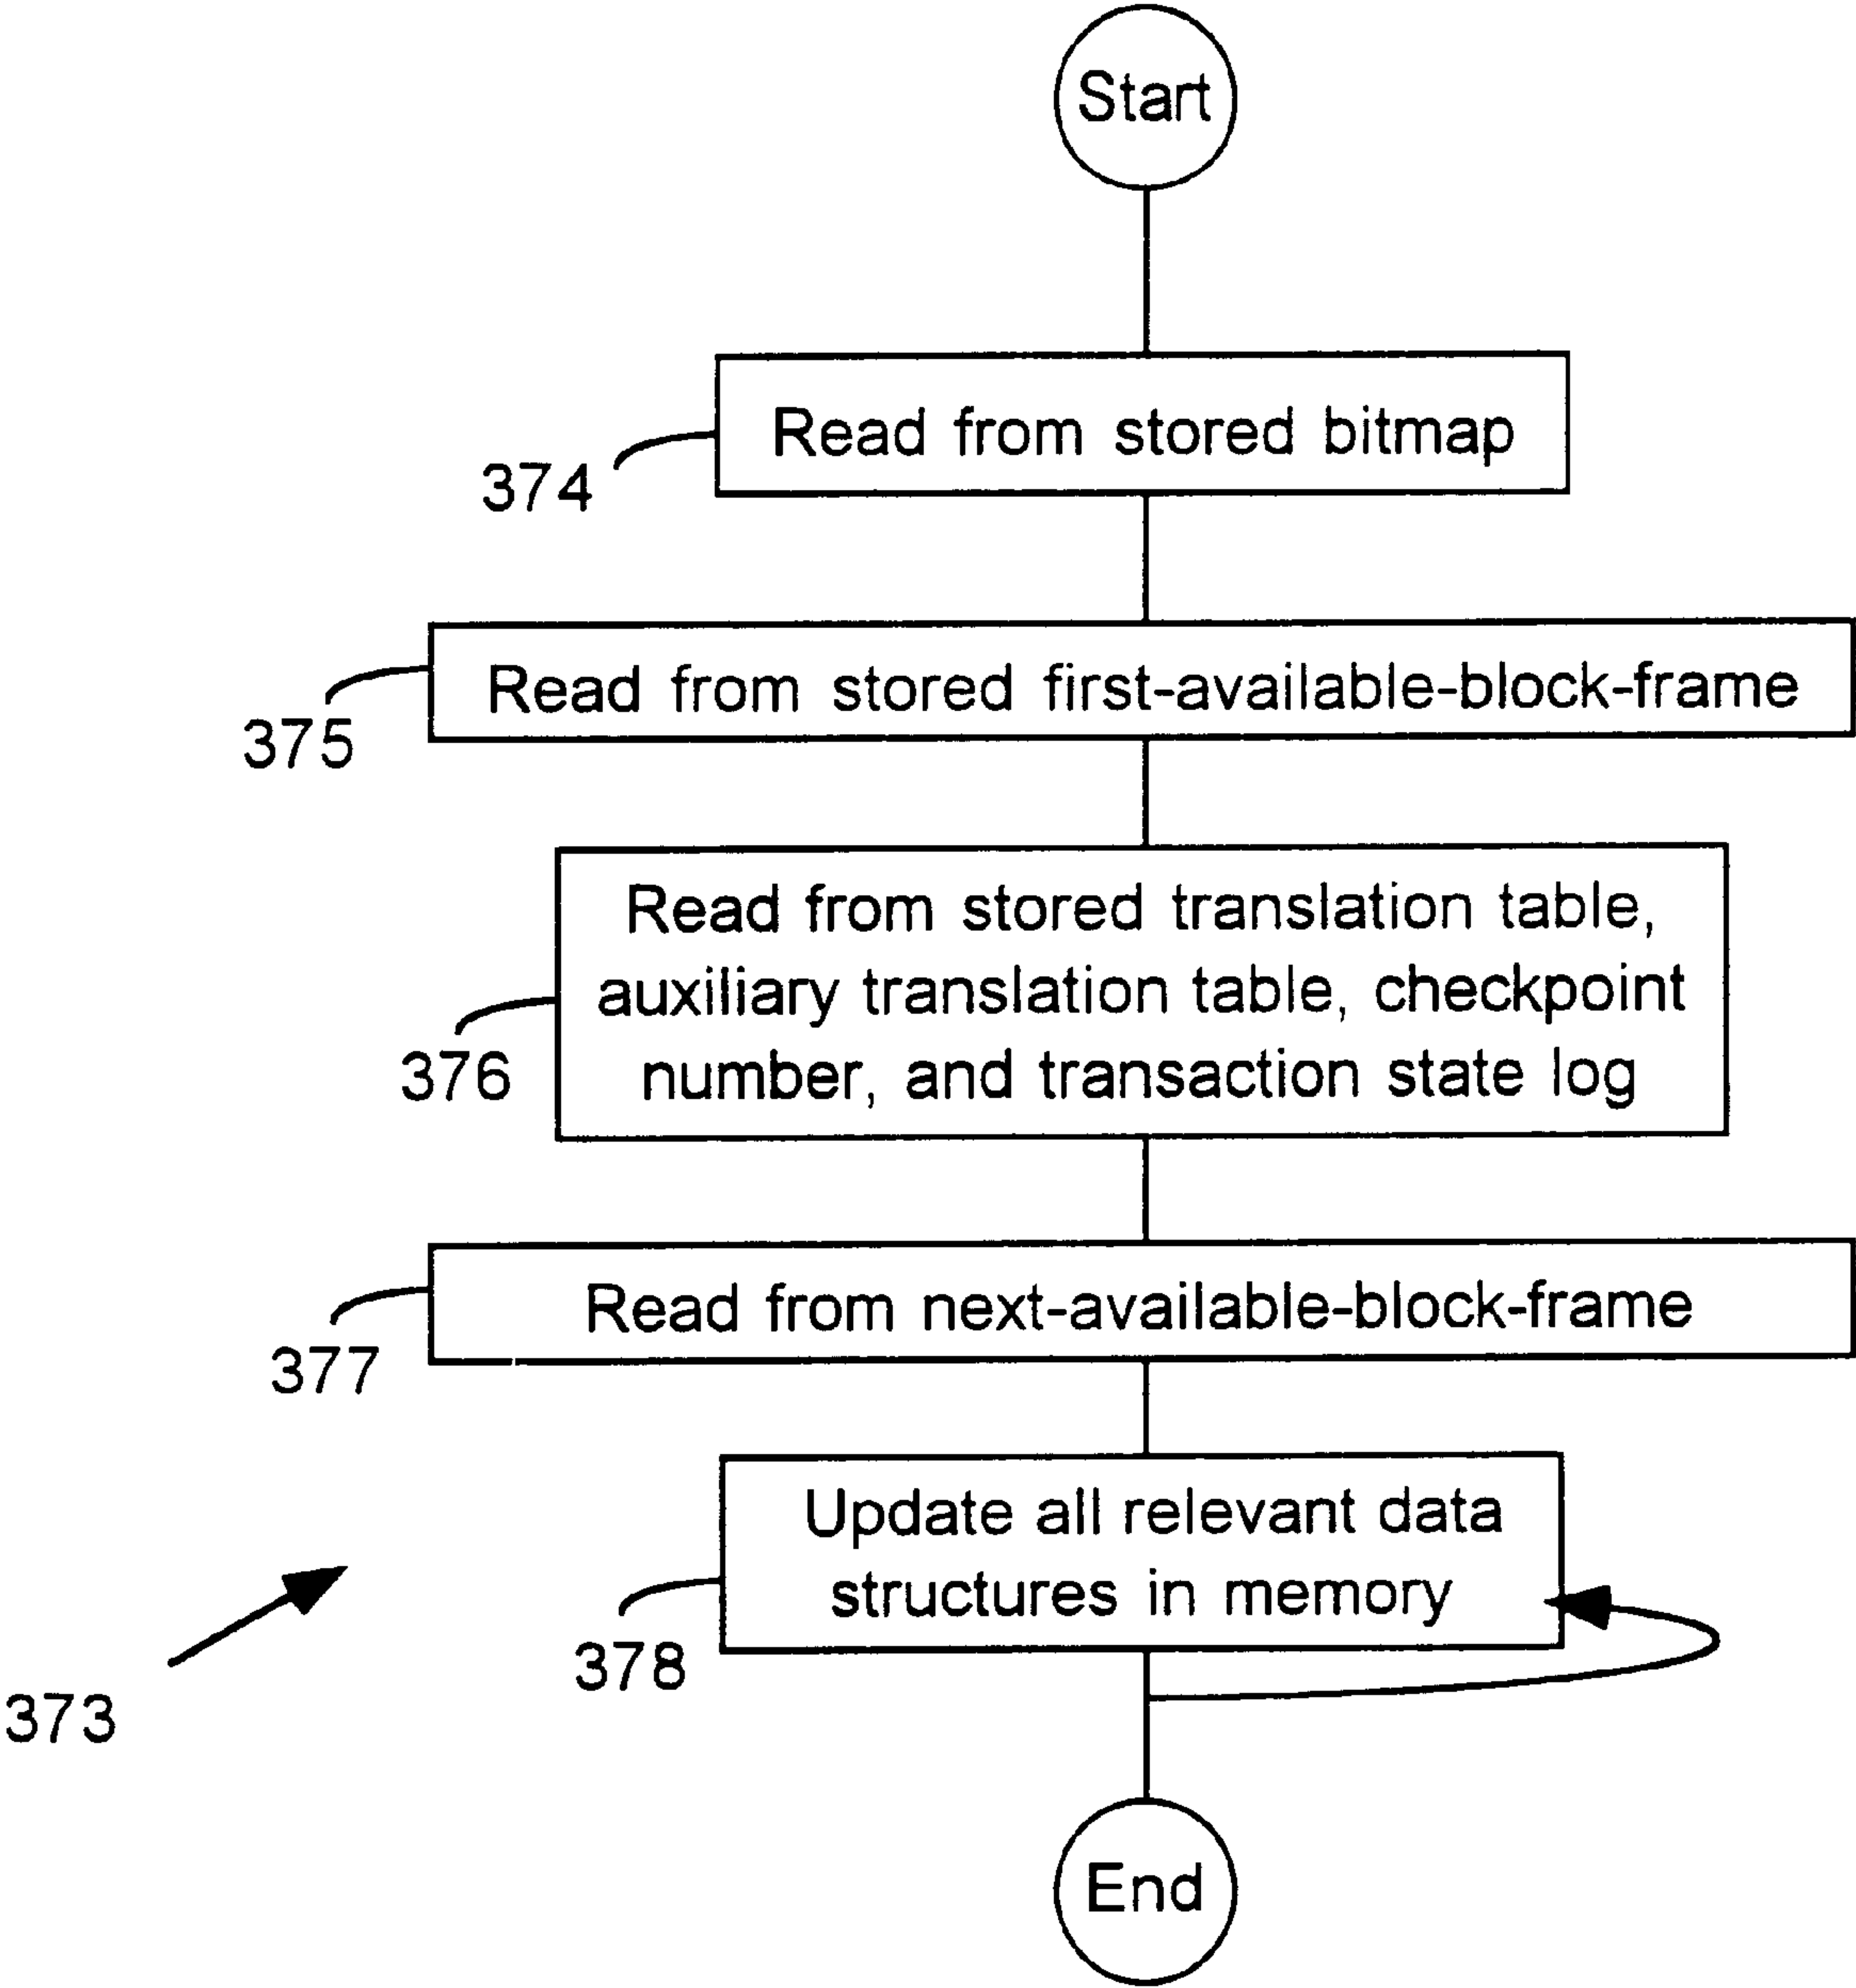 Start
Read from stored bitmap
374
Read from stored first-available-block-frame
375
Read from stored translation table,
auxiliary translation table, checkpoint
number, and transaction state log
376
Read from next-available-block-frame
377
Update all relevant data
structures in memory
378
373
End